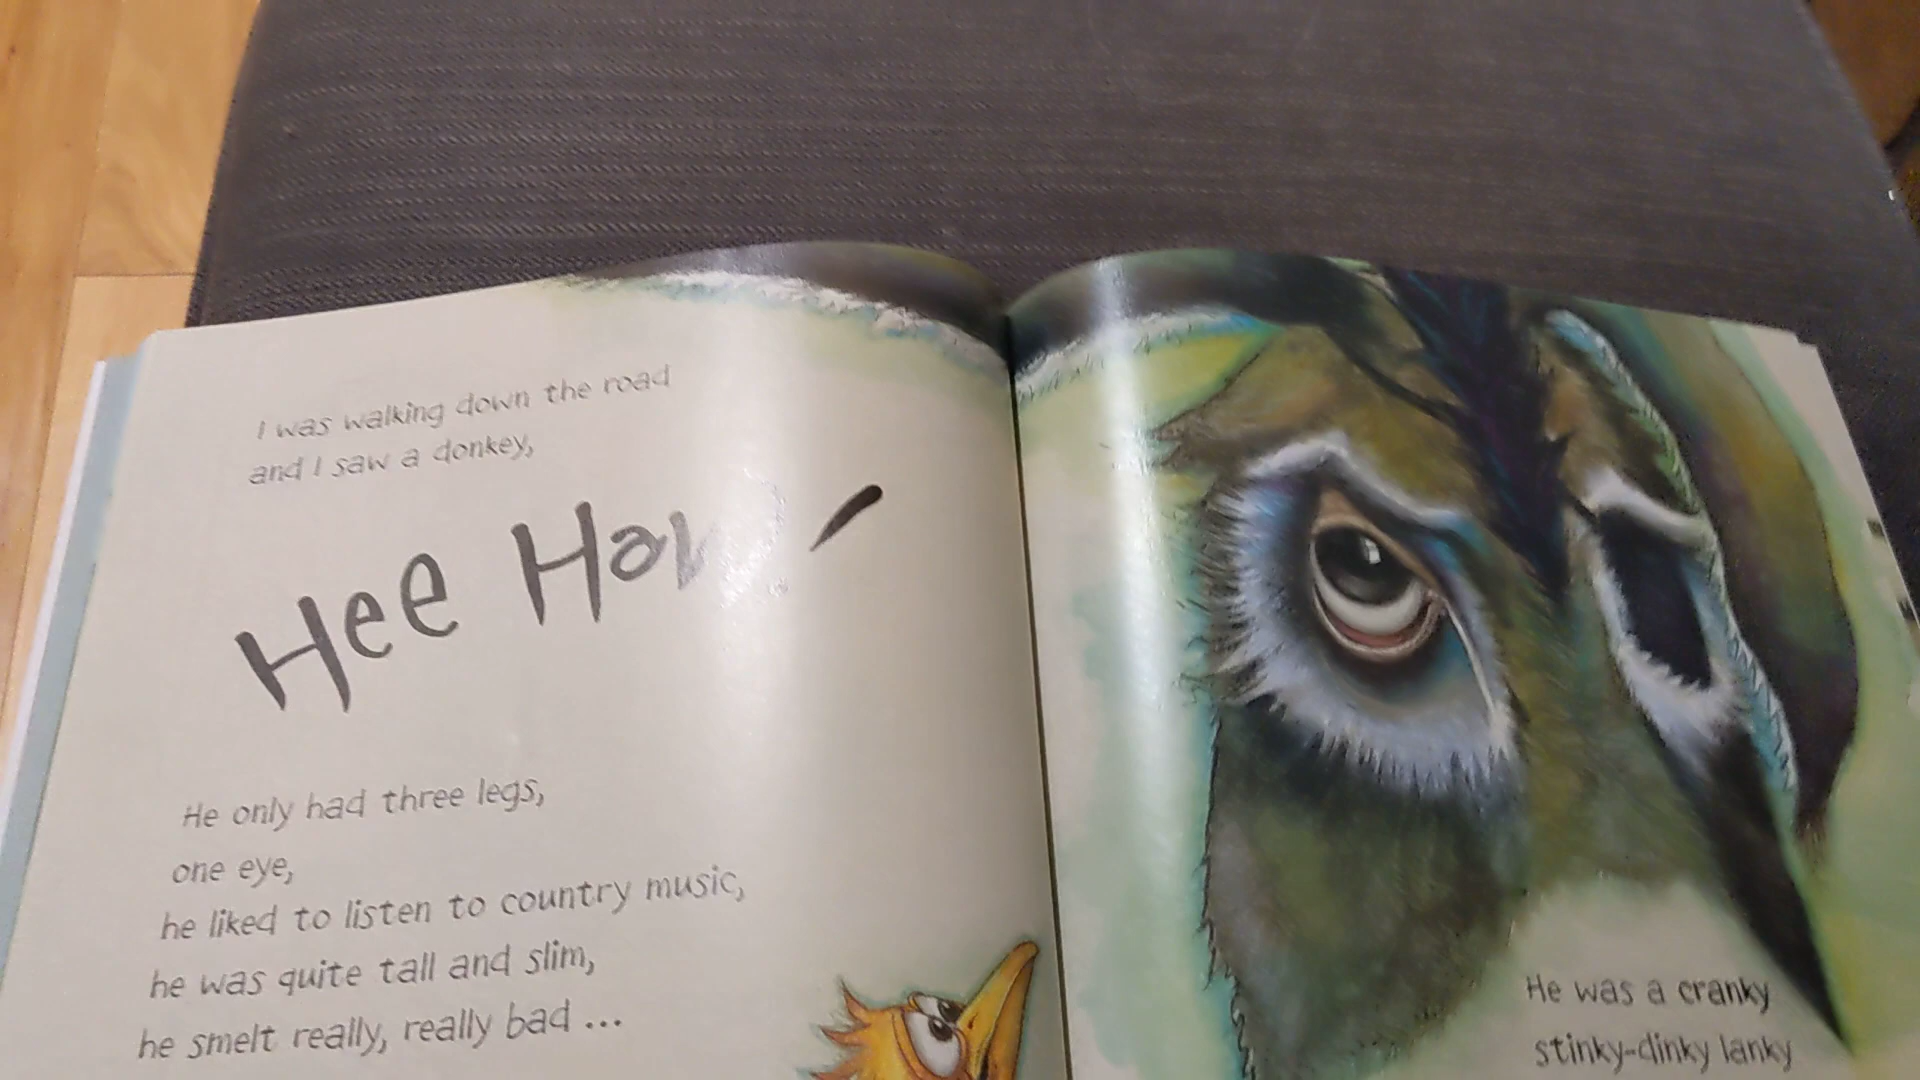 I was walking down the road
and I saw a donkey,
Hee Haw
He only had three legs,
one eye,
he liked to listen to country music,
he was quite tall and slim,
he smelt really, really bad ...
He was a cranky
stinky-dinky lanky